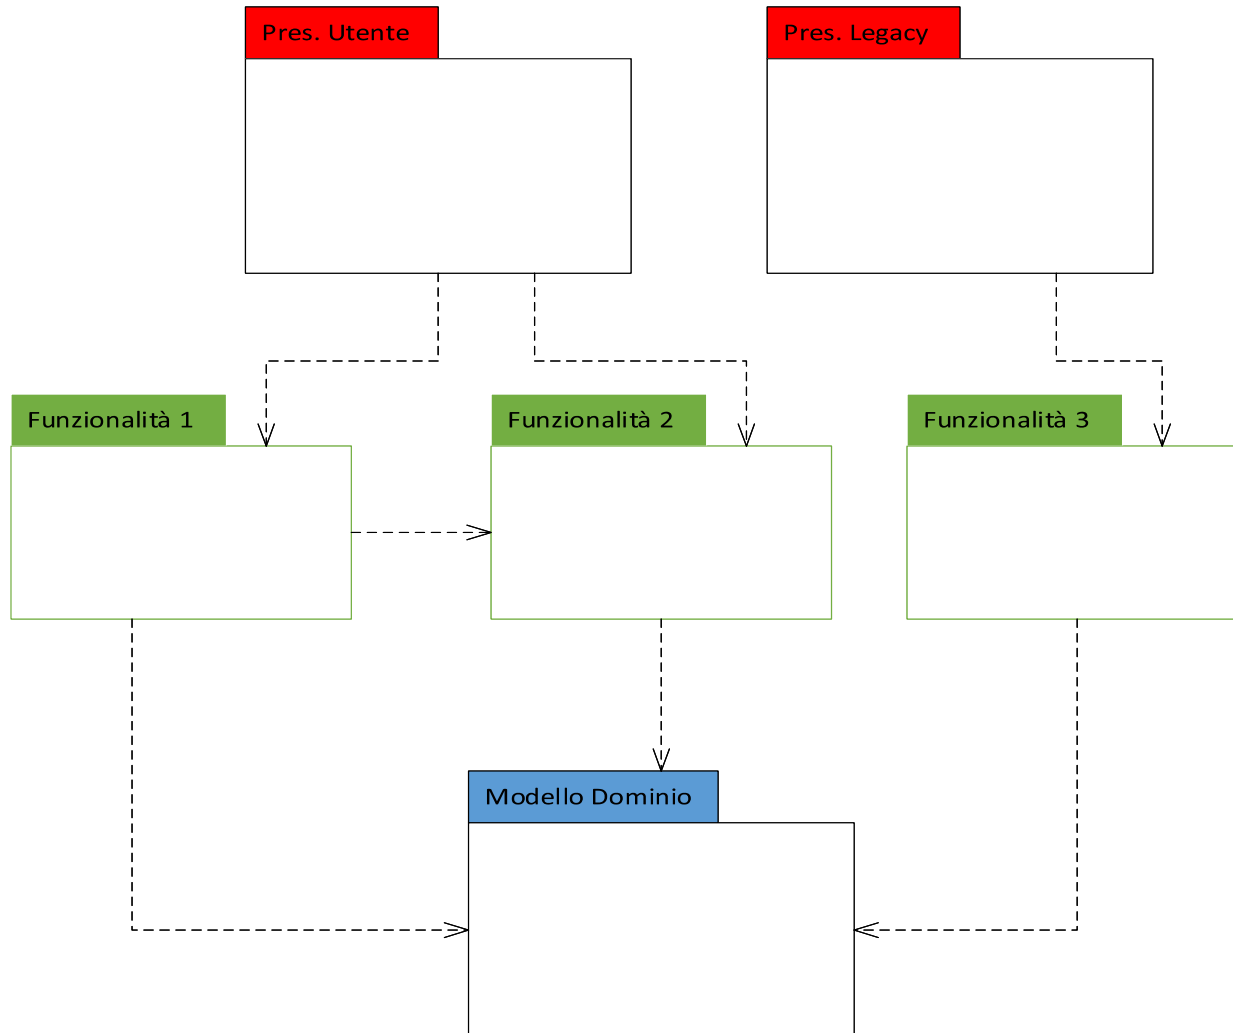 Pres. Utente
Pres. Legacy
Funzionalità 1
Funzionalità 2
Funzionalità 3
Modello Dominio